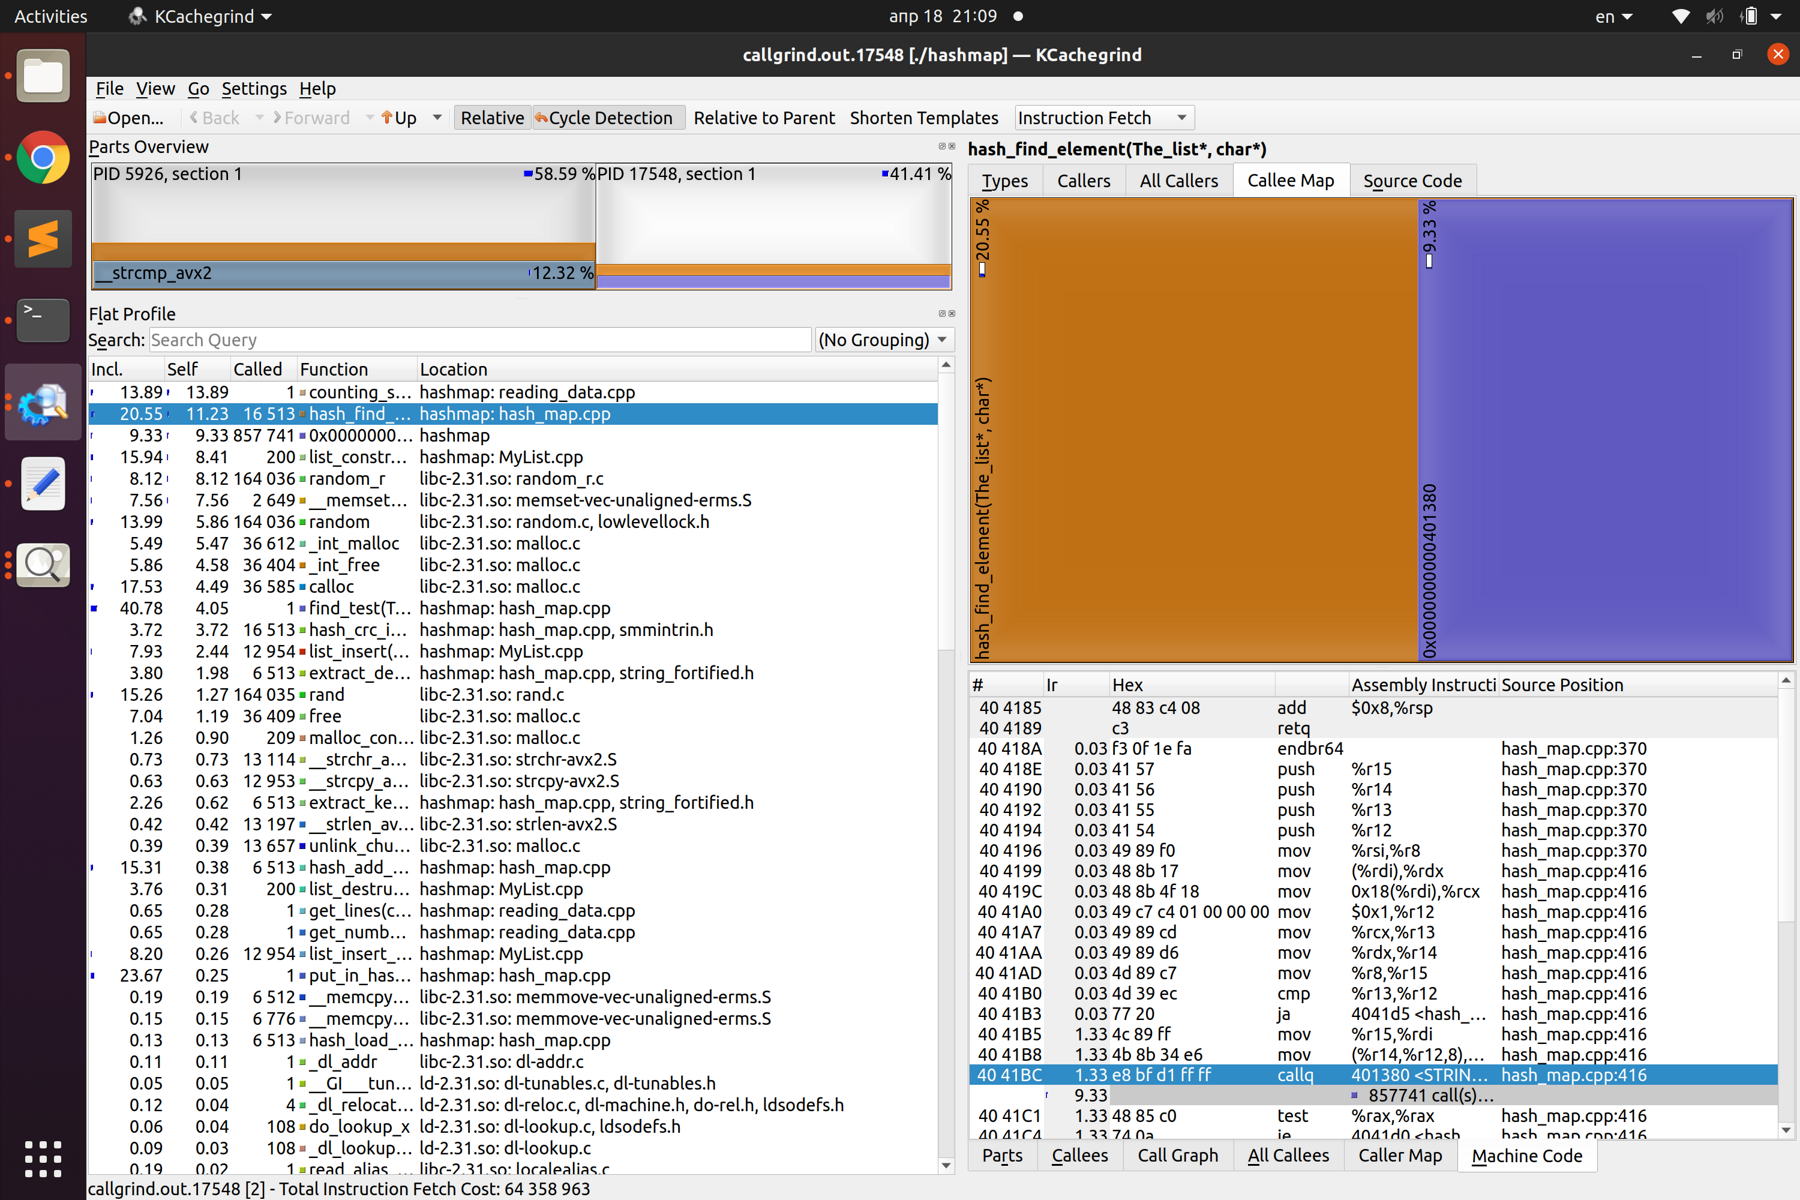 Activities
KCachegrind
апр 18 21:09
en
callgrind.out.17548 [./hashmap] — KCachegrind
File View Go Settings Help
Open... Back Forward Up Relative Cycle Detection Relative to Parent Shorten Templates Instruction Fetch
Parts Overview
PID 5926, section 1 58.59 %
PID 17548, section 1 41.41 %
__strcmp_avx2 12.32 %
Flat Profile
Search: Search Query (No Grouping)
Incl. Self Called Function Location
13.89 13.89 1 counting_s... hashmap: reading_data.cpp
20.55 11.23 16 513 hash_find_... hashmap: hash_map.cpp
9.33 9.33 857 741 0x0000000... hashmap
15.94 8.41 200 list_constr... hashmap: MyList.cpp
8.12 8.12 164 036 random_r libc-2.31.so: random_r.c
7.56 7.56 2 649 __memset... libc-2.31.so: memset-vec-unaligned-erms.S
13.99 5.86 164 036 random libc-2.31.so: random.c, lowlevellock.h
5.49 5.47 36 612 _int_malloc libc-2.31.so: malloc.c
5.86 4.58 36 404 _int_free libc-2.31.so: malloc.c
17.53 4.49 36 585 calloc libc-2.31.so: malloc.c
40.78 4.05 1 find_test(T... hashmap: hash_map.cpp
3.72 3.72 16 513 hash_crc_i... hashmap: hash_map.cpp, smmintrin.h
7.93 2.44 12 954 list_insert(... hashmap: MyList.cpp
3.80 1.98 6 513 extract_de... hashmap: hash_map.cpp, string_fortified.h
15.26 1.27 164 035 rand libc-2.31.so: rand.c
7.04 1.19 36 409 free libc-2.31.so: malloc.c
1.26 0.90 209 malloc_con... libc-2.31.so: malloc.c
0.73 0.73 13 114 __strchr_a... libc-2.31.so: strchr-avx2.S
0.63 0.63 12 953 __strcpy_a... libc-2.31.so: strcpy-avx2.S
2.26 0.62 6 513 extract_ke... hashmap: hash_map.cpp, string_fortified.h
0.42 0.42 13 197 __strlen_av... libc-2.31.so: strlen-avx2.S
0.39 0.39 13 657 unlink_chu... libc-2.31.so: malloc.c
15.31 0.38 6 513 hash_add_... hashmap: hash_map.cpp
3.76 0.31 200 list_destru... hashmap: MyList.cpp
0.65 0.28 1 get_lines(c... hashmap: reading_data.cpp
0.65 0.28 1 get_numb... hashmap: reading_data.cpp
8.20 0.26 12 954 list_insert_... hashmap: MyList.cpp
23.67 0.25 1 put_in_has... hashmap: hash_map.cpp
0.19 0.19 6 512 __memcpy... libc-2.31.so: memmove-vec-unaligned-erms.S
0.15 0.15 6 776 __memcpy... libc-2.31.so: memmove-vec-unaligned-erms.S
0.13 0.13 6 513 hash_load_... hashmap: hash_map.cpp
0.11 0.11 1 _dl_addr libc-2.31.so: dl-addr.c
0.05 0.05 1 __GI___tun... ld-2.31.so: dl-tunables.c, dl-tunables.h
0.12 0.04 4 _dl_relocat... ld-2.31.so: dl-reloc.c, dl-machine.h, do-rel.h, ldsodefs.h
0.06 0.04 108 do_lookup_x ld-2.31.so: dl-lookup.c, ldsodefs.h
0.09 0.03 108 _dl_lookup... ld-2.31.so: dl-lookup.c
0.19 0.02 1 read_alias_... libc-2.31.so: localealias.c
callgrind.out.17548 [2] - Total Instruction Fetch Cost: 64 358 963
hash_find_element(The_list*, char*)
Types Callers All Callers Callee Map Source Code
hash_find_element(The_list*, char*) 20.55 %
0x0000000000401380 9.33 %
# Ir Hex Assembly Instructi Source Position
40 4185 48 83 c4 08 add $0x8,%rsp
40 4189 c3 retq
40 418A 0.03 f3 0f 1e fa endbr64 hash_map.cpp:370
40 418E 0.03 41 57 push %r15 hash_map.cpp:370
40 4190 0.03 41 56 push %r14 hash_map.cpp:370
40 4192 0.03 41 55 push %r13 hash_map.cpp:370
40 4194 0.03 41 54 push %r12 hash_map.cpp:370
40 4196 0.03 49 89 f0 mov %rsi,%r8 hash_map.cpp:370
40 4199 0.03 48 8b 17 mov (%rdi),%rdx hash_map.cpp:416
40 419C 0.03 48 8b 4f 18 mov 0x18(%rdi),%rcx hash_map.cpp:416
40 41A0 0.03 49 c7 c4 01 00 00 00 mov $0x1,%r12 hash_map.cpp:416
40 41A7 0.03 49 89 cd mov %rcx,%r13 hash_map.cpp:416
40 41AA 0.03 49 89 d6 mov %rdx,%r14 hash_map.cpp:416
40 41AD 0.03 4d 89 c7 mov %r8,%r15 hash_map.cpp:416
40 41B0 0.03 4d 39 ec cmp %r13,%r12 hash_map.cpp:416
40 41B3 0.03 77 20 ja 4041d5 <hash_... hash_map.cpp:416
40 41B5 1.33 4c 89 ff mov %r15,%rdi hash_map.cpp:416
40 41B8 1.33 4b 8b 34 e6 mov (%r14,%r12,8),... hash_map.cpp:416
40 41BC 1.33 e8 bf d1 ff ff callq 401380 <STRIN... hash_map.cpp:416
9.33 857741 call(s)...
40 41C1 1.33 48 85 c0 test %rax,%rax hash_map.cpp:416
40 41C4 1.33 74 0a je 4041d0 <hash_... hash_map.cpp:416
Parts Callees Call Graph All Callees Caller Map Machine Code